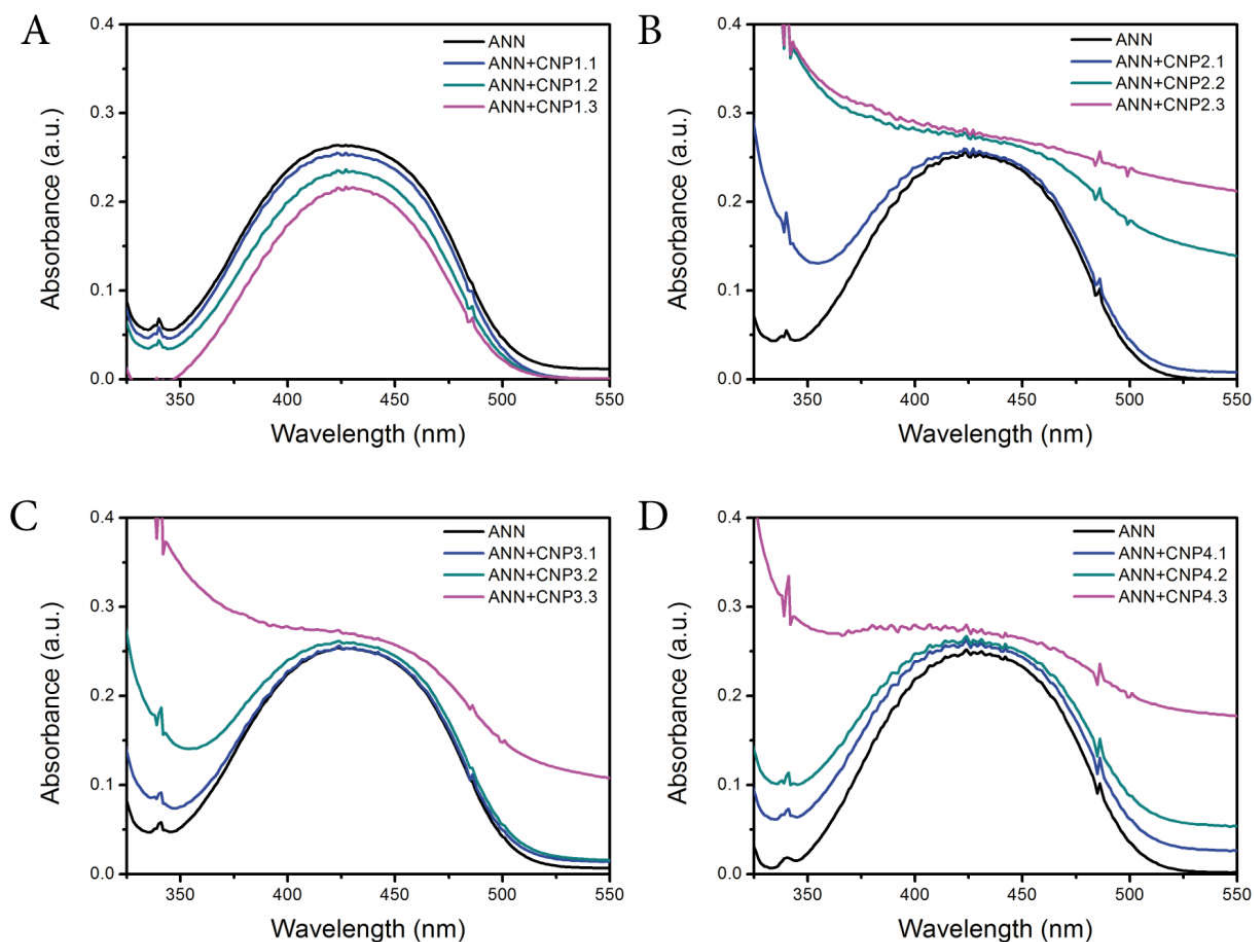 A
0.4
0.3
0.2
0.1
0.0
Absorbance (a.u.)
350 400 450 500 550
Wavelength (nm)
ANN
ANN+CNP1.1
ANN+CNP1.2
ANN+CNP1.3
B
0.4
0.3
0.2
0.1
0.0
Absorbance (a.u.)
350 400 450 500 550
Wavelength (nm)
ANN
ANN+CNP2.1
ANN+CNP2.2
ANN+CNP2.3
C
0.4
0.3
0.2
0.1
0.0
Absorbance (a.u.)
350 400 450 500 550
Wavelength (nm)
ANN
ANN+CNP3.1
ANN+CNP3.2
ANN+CNP3.3
D
0.4
0.3
0.2
0.1
0.0
Absorbance (a.u.)
350 400 450 500 550
Wavelength (nm)
ANN
ANN+CNP4.1
ANN+CNP4.2
ANN+CNP4.3